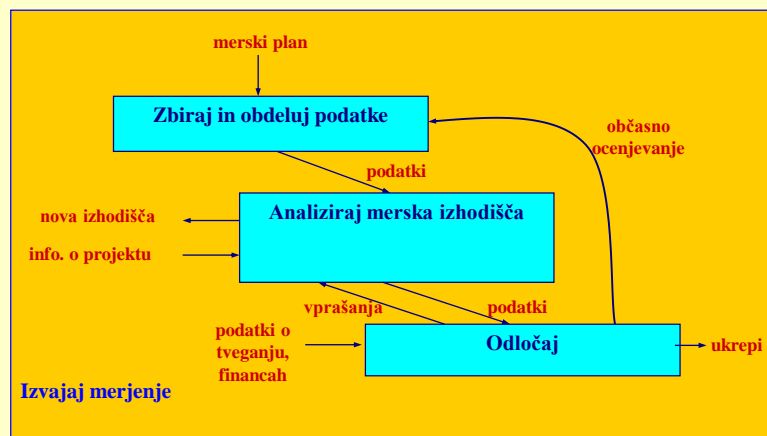 merski plan
Zbiraj in obdeluj podatke
občasno
ocenjevanje
podatki
Analiziraj merska izhodišča
nova izhodišča
info. o projektu
vprašanja
podatki
podatki o
tveganju,
financah
Odločaj
ukrepi
Izvajaj merjenje